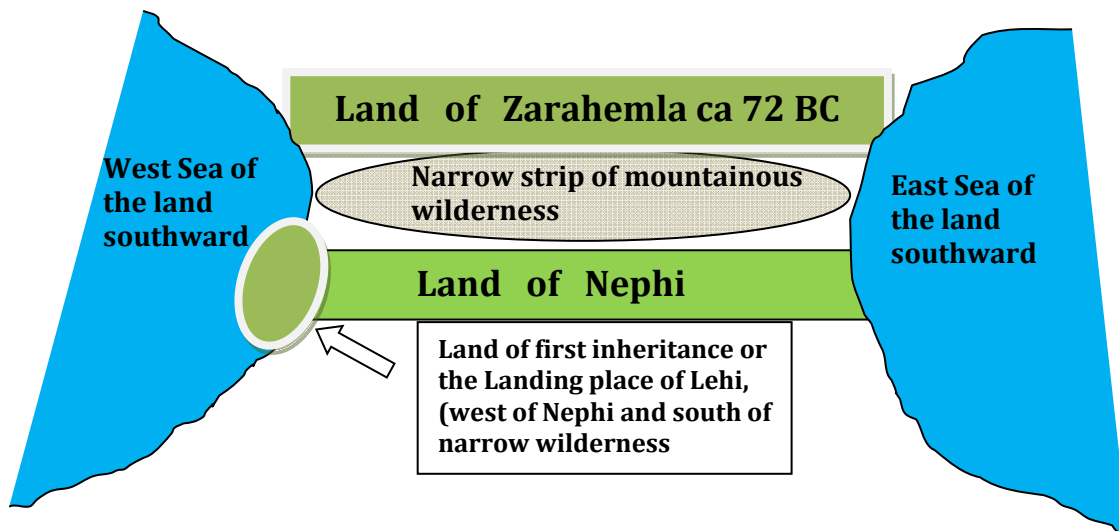 Land of Zarahemla ca 72 BC
West Sea of
the land
southward
Narrow strip of mountainous
wilderness
East Sea of
the land
southward
Land of Nephi
Land of first inheritance or
the Landing place of Lehi,
(west of Nephi and south of
narrow wilderness